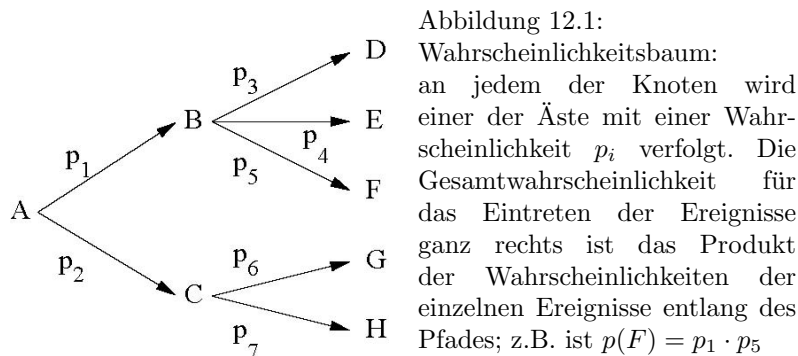 D
p3
B
E
p1
p4
p5
F
A
p2
p6
G
C
p7
H
Abbildung 12.1:
Wahrscheinlichkeitsbaum:
an jedem der Knoten wird
einer der Äste mit einer Wahr-
scheinlichkeit pi verfolgt. Die
Gesamtwahrscheinlichkeit für
das Eintreten der Ereignisse
ganz rechts ist das Produkt
der Wahrscheinlichkeiten der
einzelnen Ereignisse entlang des
Pfades; z.B. ist p(F) = p1 · p5